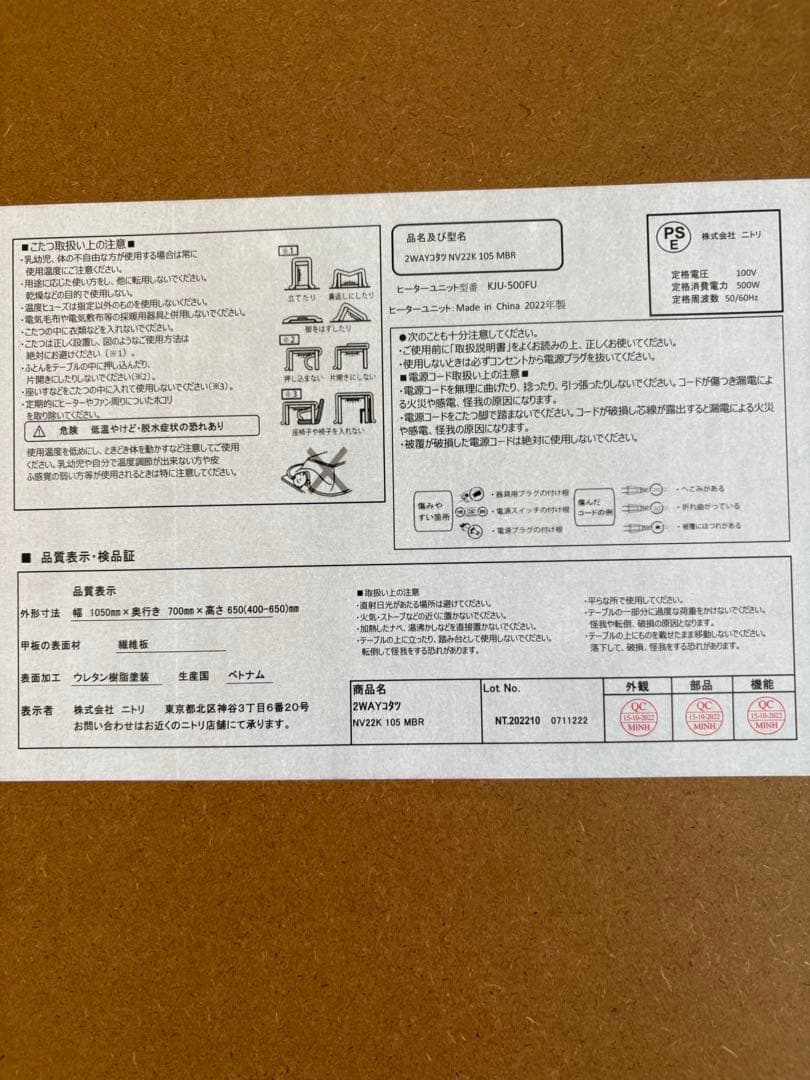 ■こたつ取扱い上の注意■
・乳幼児、体の不自由な方が使用する場合は常に
使用温度にご注意ください。
・用途に応じた使い方をし、他に転用しないでください。
乾燥などの目的で使用しない。
・温度ヒューズは指定以外のものを使用しないでください。
・電気毛布や電気敷布等の採暖用器具と併用しないでください。
・こたつの中に衣類などを入れないでください。
・こたつは正しく設置し、図のようなご使用方法は
絶対にお避けください(※1)。
・ふとんをテーブルの中に押し込んだり、
片開きにしたりしないでください(※2)。
・座いすなどをこたつの中に入れて使用しないでください(※3)。
・定期的にヒーターやファン周りについたホコリ
を取り除いてください。
危険 低温やけど・脱水症状の恐れあり
使用温度を低めにし、ときどき体を動かすなど注意してご使用
ください。乳幼児や自分で温度調節が出来ない方や皮
ふ感覚の弱い方等が使用されるときは特に注意してください。
※1
立てたり 裏返しにしたり
脚をはずしたり
※2
押し込まない 片開きにしない
※3
座椅子や椅子を入れない
品名及び型名
2WAYコタツ NV22K 105 MBR
ヒーターユニット型番 KJU-500FU
ヒーターユニット: Made in China 2022年製
PS
E
株式会社 ニトリ
定格電圧 100V
定格消費電力 500W
定格周波数 50/60Hz
●次のことも十分注意してください。
・ご使用前に「取扱説明書」をよくお読みの上、正しくお使いください。
・使用しないときは必ずコンセントから電源プラグを抜いてください。
■電源コード取扱い上の注意■
・電源コードを無理に曲げたり、捻ったり、引っ張ったりしないでください。コードが傷つき漏電によ
る火災や感電、怪我の原因になります。
・電源コードをこたつ脚で踏まないでください。コードが破損し芯線が露出すると漏電による火災
や感電、怪我の原因になります。
・被覆が破損した電源コードは絶対に使用しないでください。
傷みや
すい箇所
・器具用プラグの付け根
・電源スイッチの付け根
・電源プラグの付け根
傷んだ
コードの例
・へこみがある
・折れ曲がっている
・被覆にほつれがある
■ 品質表示・検品証
品質表示
外形寸法 幅 1050mm×奥行き 700mm×高さ 650(400-650)mm
甲板の表面材 繊維板
表面加工 ウレタン樹脂塗装 生産国 ベトナム
表示者 株式会社 ニトリ 東京都北区神谷3丁目6番20号
お問い合わせはお近くのニトリ店舗にて承ります。
■取扱い上の注意
・直射日光があたる場所は避けてください。
・火気・ストーブなどの近くに置かないでください。
・加熱したナベ、湯沸かしなどを直接置かないでください。
・テーブルの上に立ったり、踏み台として使用しないでください。
転倒して怪我をする恐れがあります。
・平らな所で使用してください。
・テーブルの一部分に過度な荷重をかけないでください。
怪我や転倒、破損の原因となります。
・テーブルの上にものを載せたまま移動しないでください。
落下して、破損、怪我をする恐れがあります。
商品名
2WAYコタツ
NV22K 105 MBR
Lot No.
NT.202210 0711222
外観 部品 機能
QC
15-10-2022
MINH
QC
15-10-2022
MINH
QC
15-10-2022
MINH